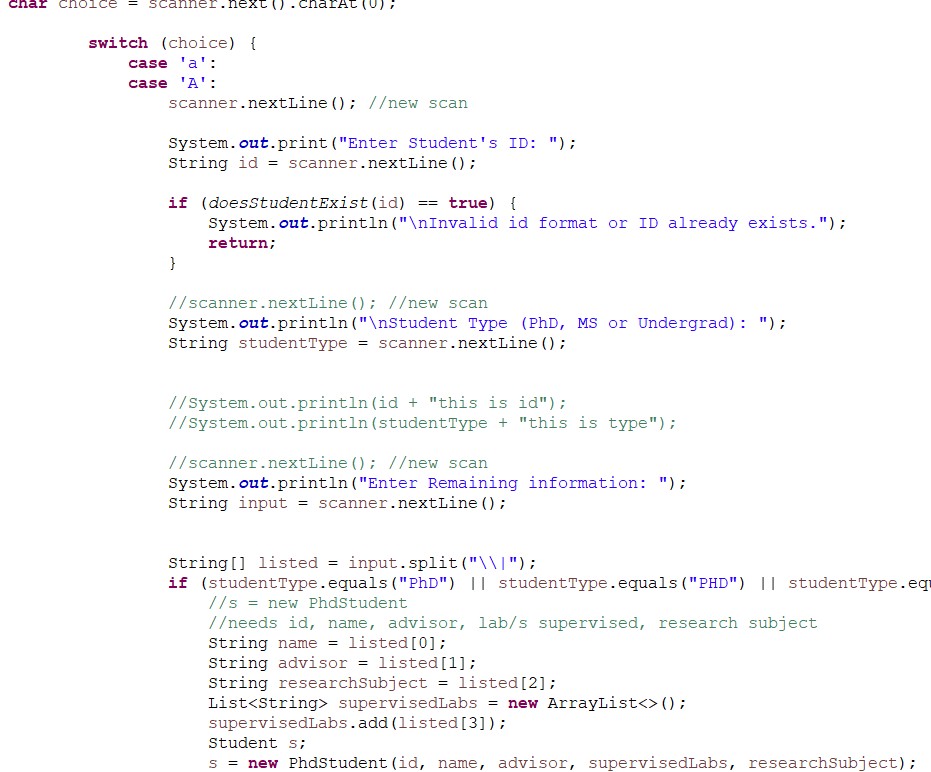 char choice = scanner.next().charAt(0);
switch (choice) {
case 'a':
case 'A':
scanner.nextLine(); //new scan
System.out.print("Enter Student's ID: ");
String id = scanner.nextLine();
if (doesStudentExist(id) == true) {
System.out.println("\nInvalid id format or ID already exists.");
return;
}
//scanner.nextLine(); //new scan
System.out.println("\nStudent Type (PhD, MS or Undergrad): ");
String studentType = scanner.nextLine();
//System.out.println(id + "this is id");
//System.out.println(studentType + "this is type");
//scanner.nextLine(); //new scan
System.out.println("Enter Remaining information: ");
String input = scanner.nextLine();
String[] listed = input.split("\\|");
if (studentType.equals("PhD") || studentType.equals("PHD") || studentType.equ
//s = new PhdStudent
//needs id, name, advisor, lab/s supervised, research subject
String name = listed[0];
String advisor = listed[1];
String researchSubject = listed[2];
List<String> supervisedLabs = new ArrayList<>();
supervisedLabs.add(listed[3]);
Student s;
s = new PhdStudent(id, name, advisor, supervisedLabs, researchSubject);